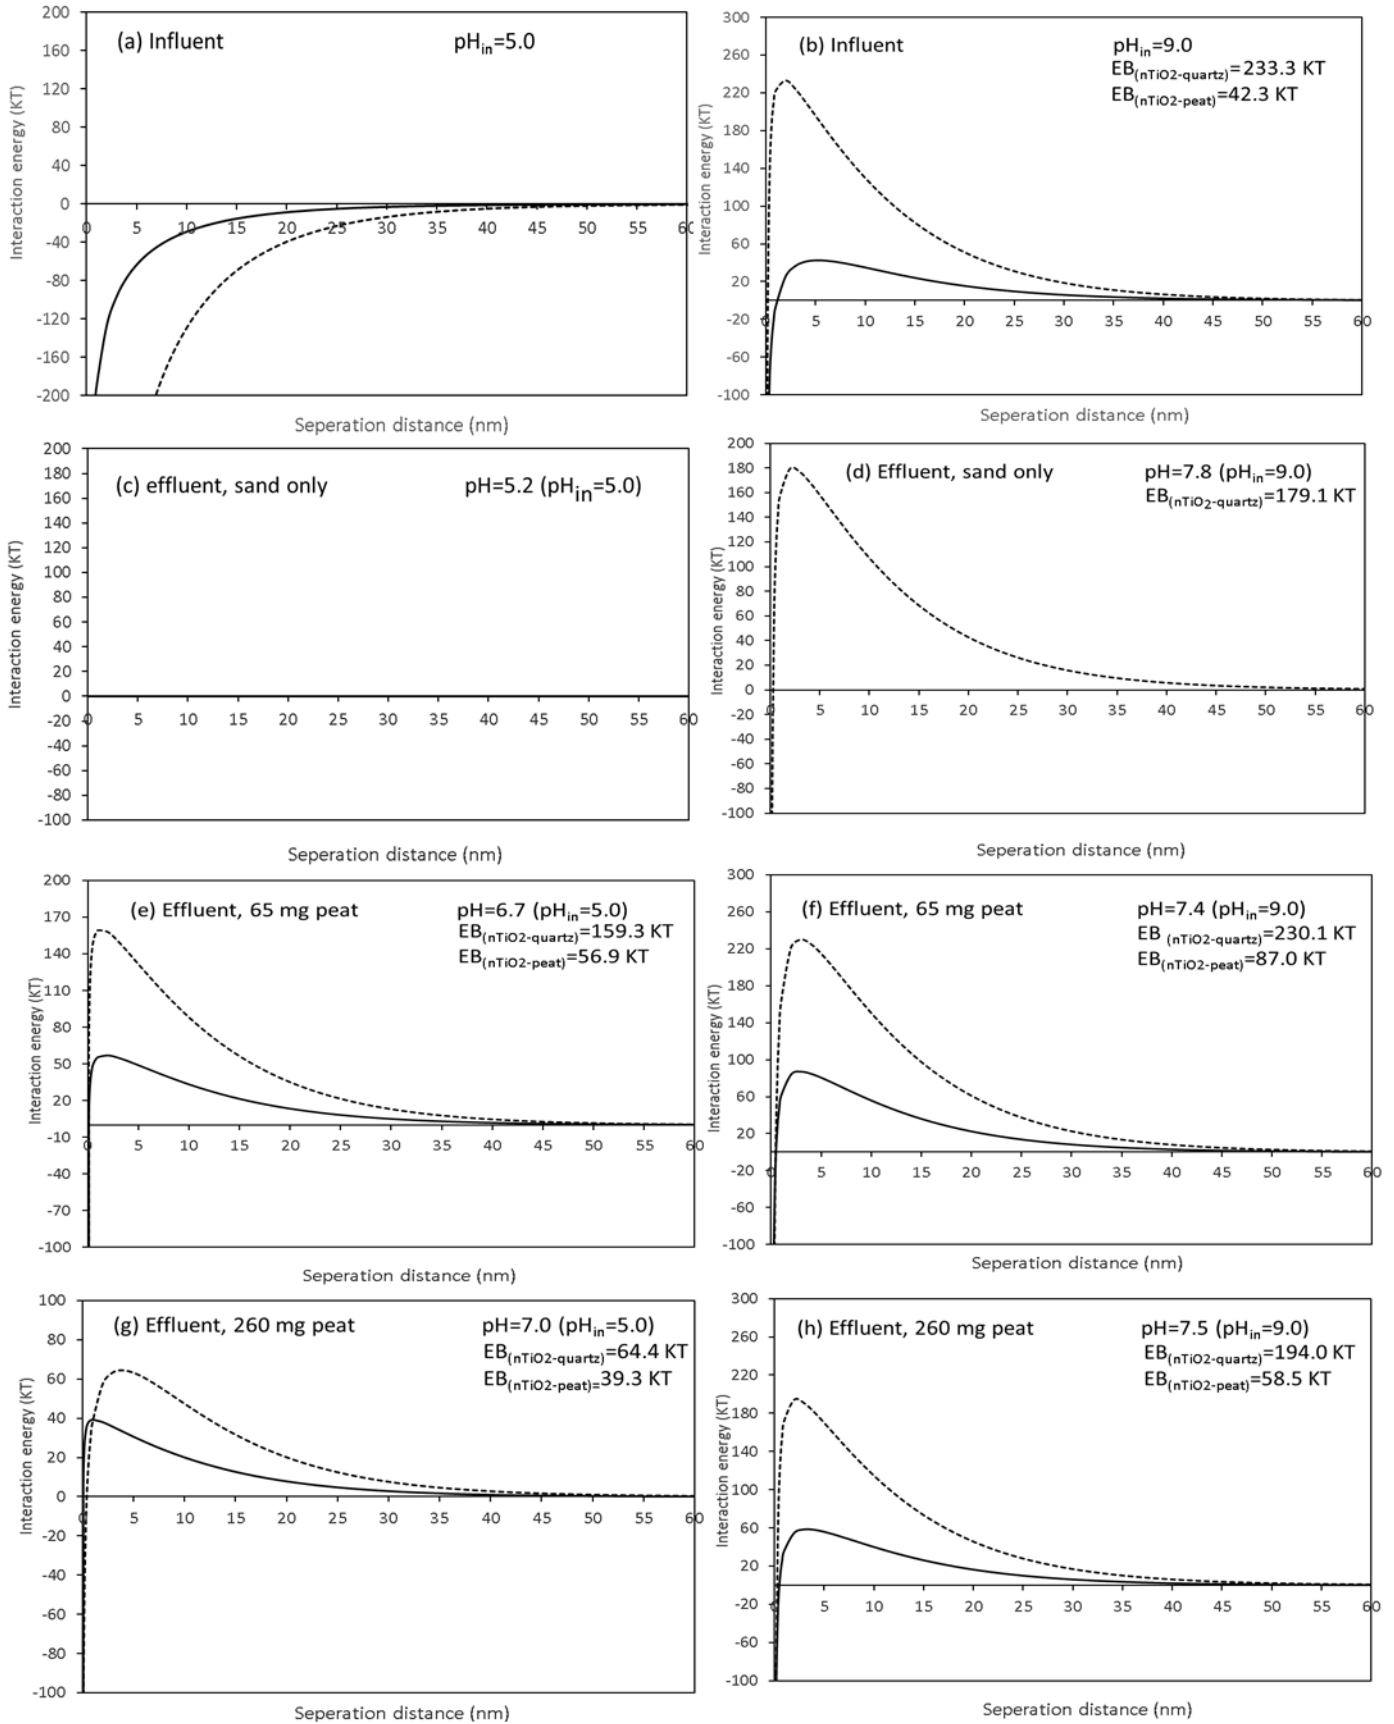 (a) Influent pH_in=5.0
200
160
120
80
40
0
-40
-80
-120
-160
-200
0 5 10 15 20 25 30 35 40 45 50 55 60
Interaction energy (KT)
Seperation distance (nm)
(b) Influent pH_in=9.0
EB(nTiO2-quartz)=233.3 KT
EB(nTiO2-peat)=42.3 KT
300
260
220
180
140
100
60
20
-20
-60
-100
0 5 10 15 20 25 30 35 40 45 50 55 60
Interaction energy (KT)
Seperation distance (nm)
(c) effluent, sand only pH=5.2 (pH_in=5.0)
200
180
160
140
120
100
80
60
40
20
0
-20
-40
-60
-80
-100
0 5 10 15 20 25 30 35 40 45 50 55 60
Interaction energy (KT)
Seperation distance (nm)
(d) Effluent, sand only pH=7.8 (pH_in=9.0)
EB(nTiO2-quartz)=179.1 KT
200
180
160
140
120
100
80
60
40
20
0
-20
-40
-60
-80
-100
0 5 10 15 20 25 30 35 40 45 50 55 60
Interaction energy (KT)
Seperation distance (nm)
(e) Effluent, 65 mg peat pH=6.7 (pH_in=5.0)
EB(nTiO2-quartz)=159.3 KT
EB(nTiO2-peat)=56.9 KT
200
170
140
110
80
50
20
-10
-40
-70
-100
0 5 10 15 20 25 30 35 40 45 50 55 60
Interaction energy (KT)
Seperation distance (nm)
(f) Effluent, 65 mg peat pH=7.4 (pH_in=9.0)
EB (nTiO2-quartz)=230.1 KT
EB(nTiO2-peat)=87.0 KT
300
260
220
180
140
100
60
20
-20
-60
-100
0 5 10 15 20 25 30 35 40 45 50 55 60
Interaction energy (KT)
Seperation distance (nm)
(g) Effluent, 260 mg peat pH=7.0 (pH_in=5.0)
EB(nTiO2-quartz)=64.4 KT
EB(nTiO2-peat)=39.3 KT
100
80
60
40
20
0
-20
-40
-60
-80
-100
0 5 10 15 20 25 30 35 40 45 50 55 60
Interaction energy (KT)
Seperation distance (nm)
(h) Effluent, 260 mg peat pH=7.5 (pH_in=9.0)
EB(nTiO2-quartz)=194.0 KT
EB(nTiO2-peat)=58.5 KT
300
260
220
180
140
100
60
20
-20
-60
-100
0 5 10 15 20 25 30 35 40 45 50 55 60
Interaction energy (KT)
Seperation distance (nm)